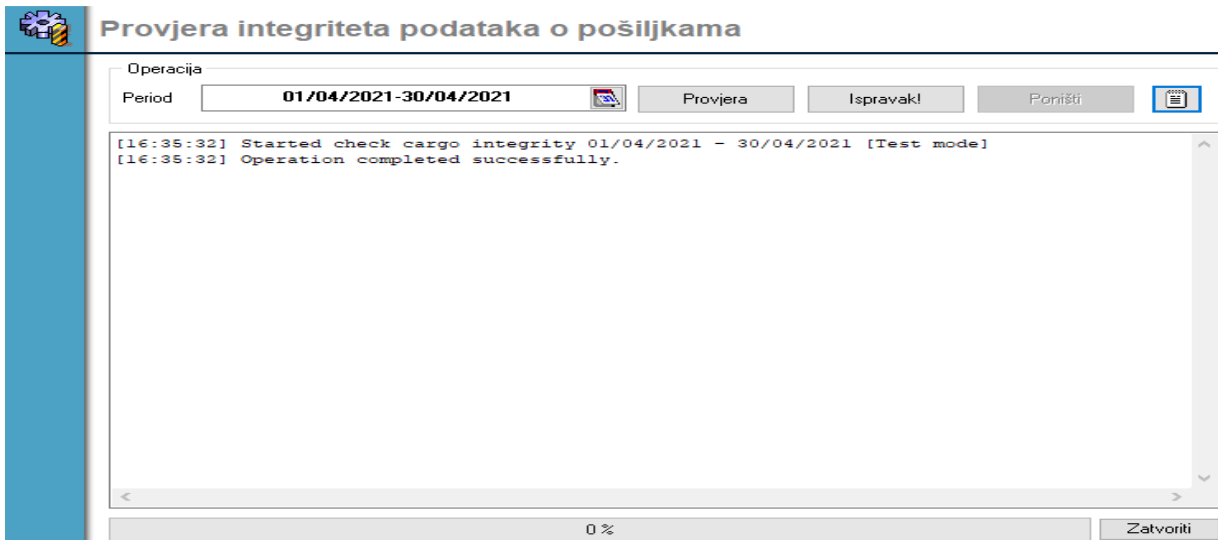 Provjera integriteta podataka o pošiljkama
Operacija
Period 01/04/2021-30/04/2021 Provjera Ispravak! Poništi
[16:35:32] Started check cargo integrity 01/04/2021 - 30/04/2021 [Test mode]
[16:35:32] Operation completed successfully.
0 % Zatvoriti